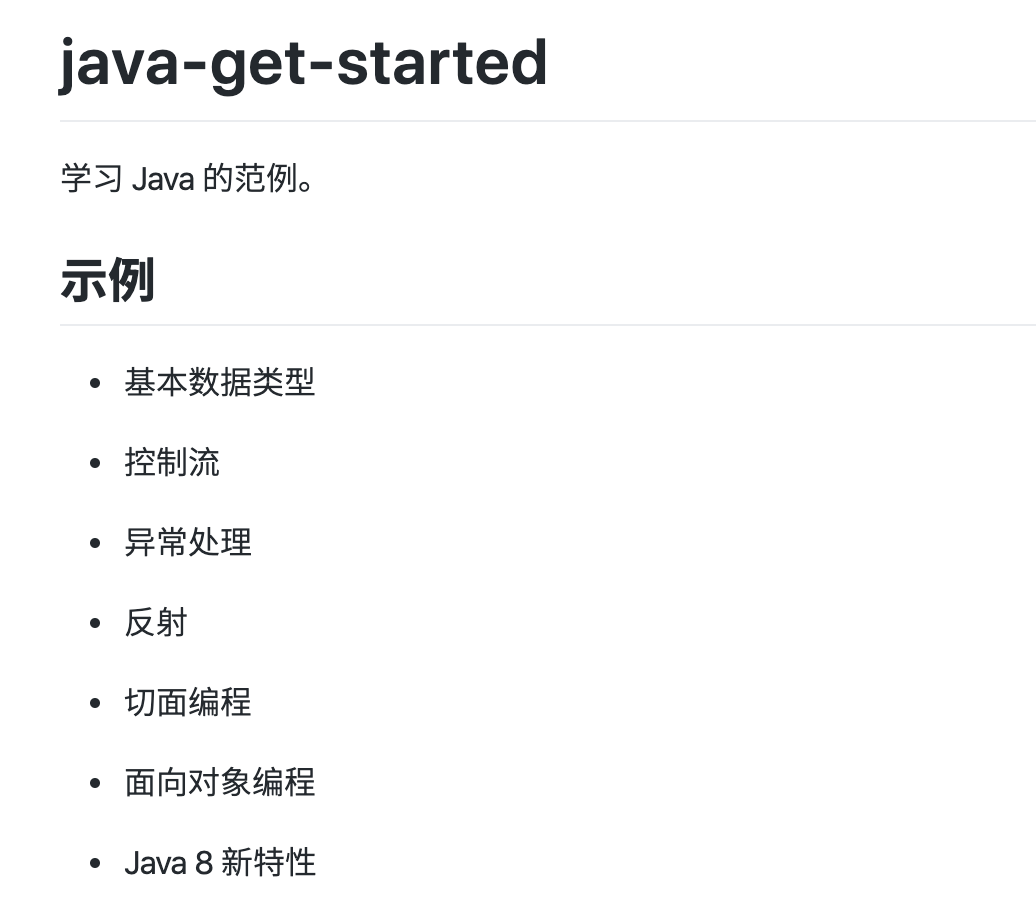 java-get-started
学习 Java 的范例。
示例
基本数据类型
控制流
异常处理
反射
切面编程
面向对象编程
Java 8 新特性